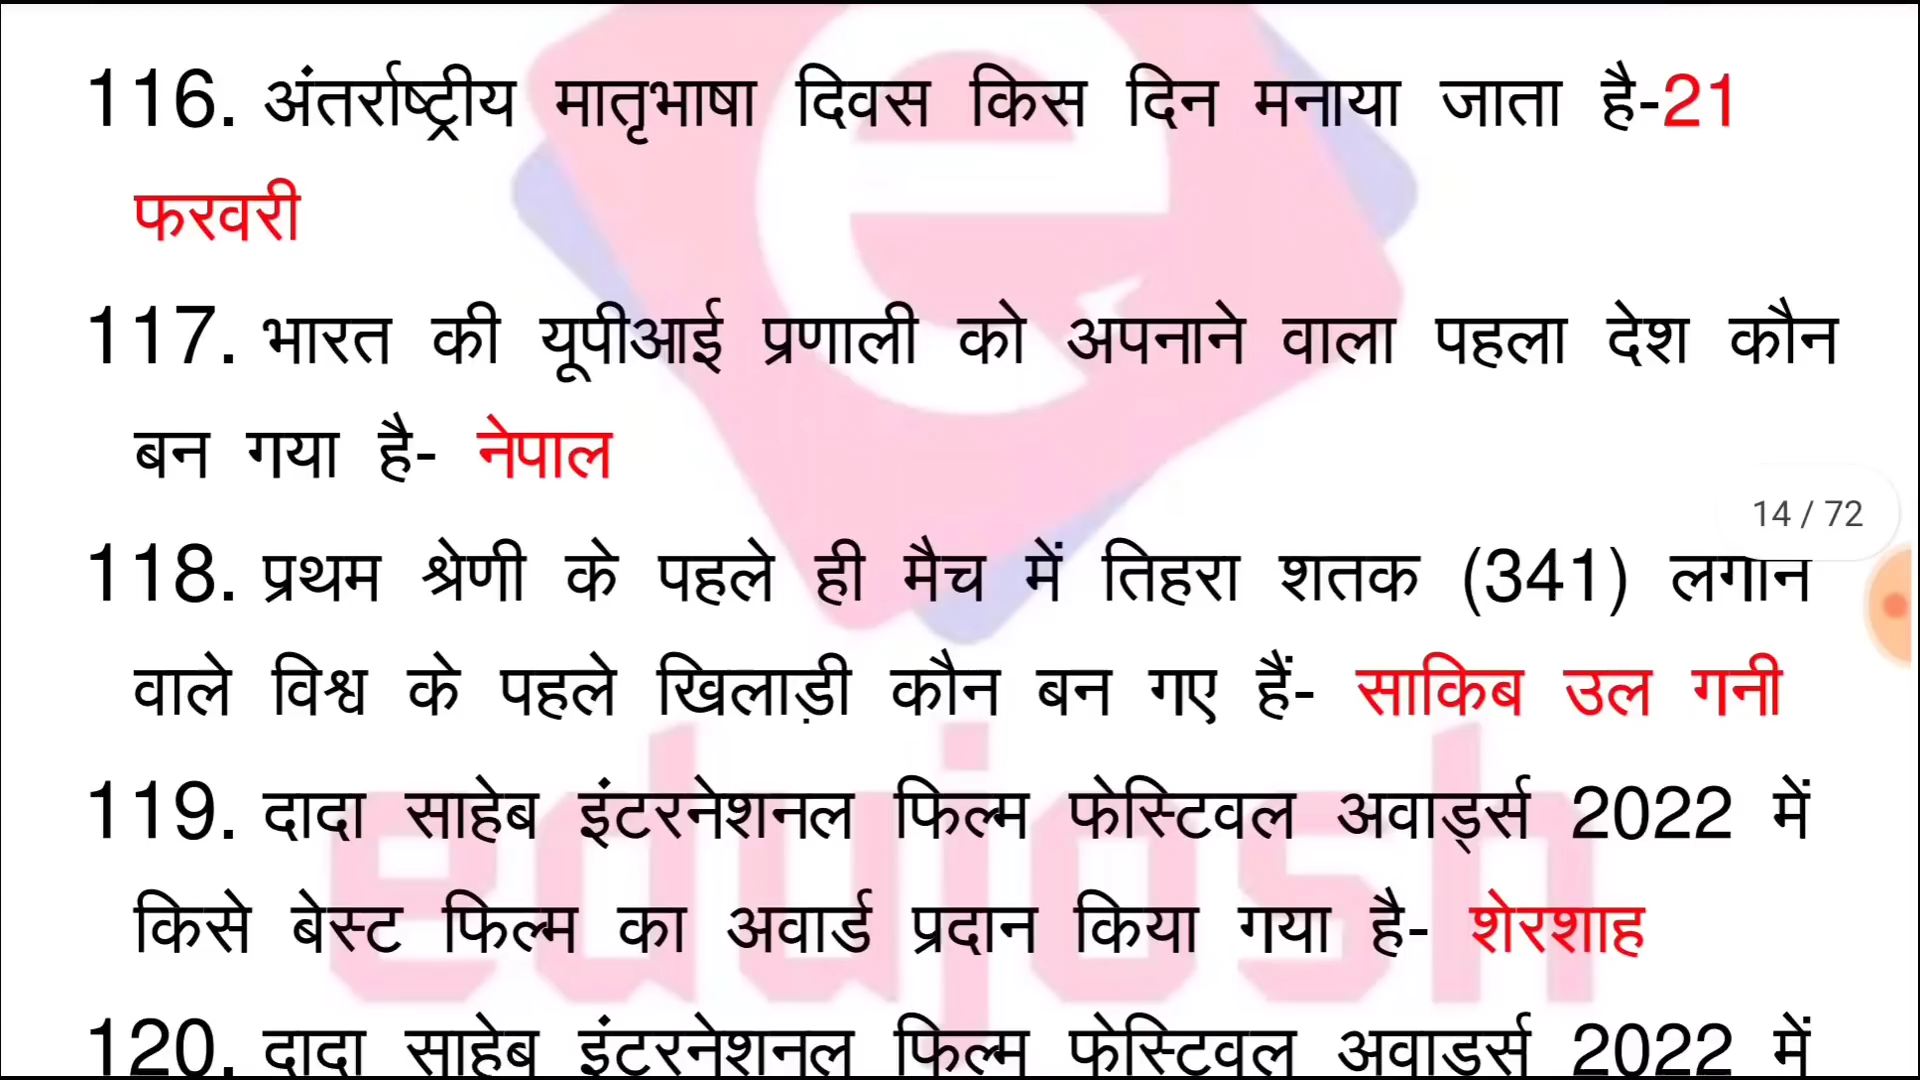 116. अंतर्राष्ट्रीय मातृभाषा दिवस किस दिन मनाया जाता है-21
फरवरी
117. भारत की यूपीआई प्रणाली को अपनाने वाला पहला देश कौन
बन गया है- नेपाल
14 / 72
118. प्रथम श्रेणी के पहले ही मैच में तिहरा शतक (341) लगाने
वाले विश्व के पहले खिलाड़ी कौन बन गए हैं- साकिब उल गनी
119. दादा साहेब इंटरनेशनल फिल्म फेस्टिवल अवाड्र्स 2022 में
किसे बेस्ट फिल्म का अवार्ड प्रदान किया गया है- शेरशाह
edujosh
120. दादा साहेब इंटरनेशनल फिल्म फेस्टिवल अवाडर्स 2022 में